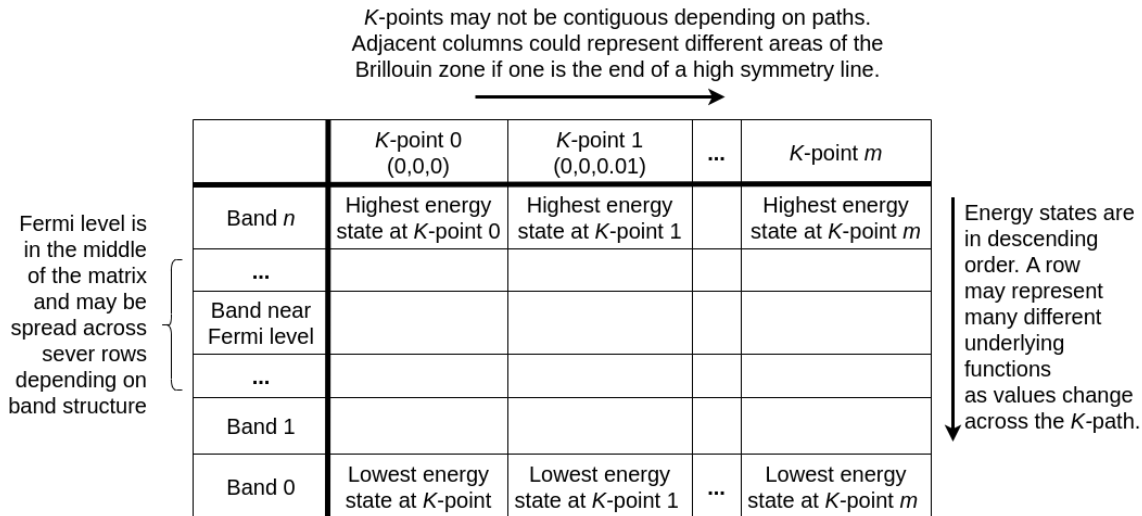 K-points may not be contiguous depending on paths.
Adjacent columns could represent different areas of the
Brillouin zone if one is the end of a high symmetry line.
K-point 0
(0,0,0)
K-point 1
(0,0,0.01)
...
K-point m
Fermi level is
in the middle
of the matrix
and may be
spread across
sever rows
depending on
band structure
Band n
Highest energy
state at K-point 0
Highest energy
state at K-point 1
Highest energy
state at K-point m
...
Band near
Fermi level
...
Band 1
Band 0
Lowest energy
state at K-point
Lowest energy
state at K-point 1
...
Lowest energy
state at K-point m
Energy states are
in descending
order. A row
may represent
many different
underlying
functions
as values change
across the K-path.